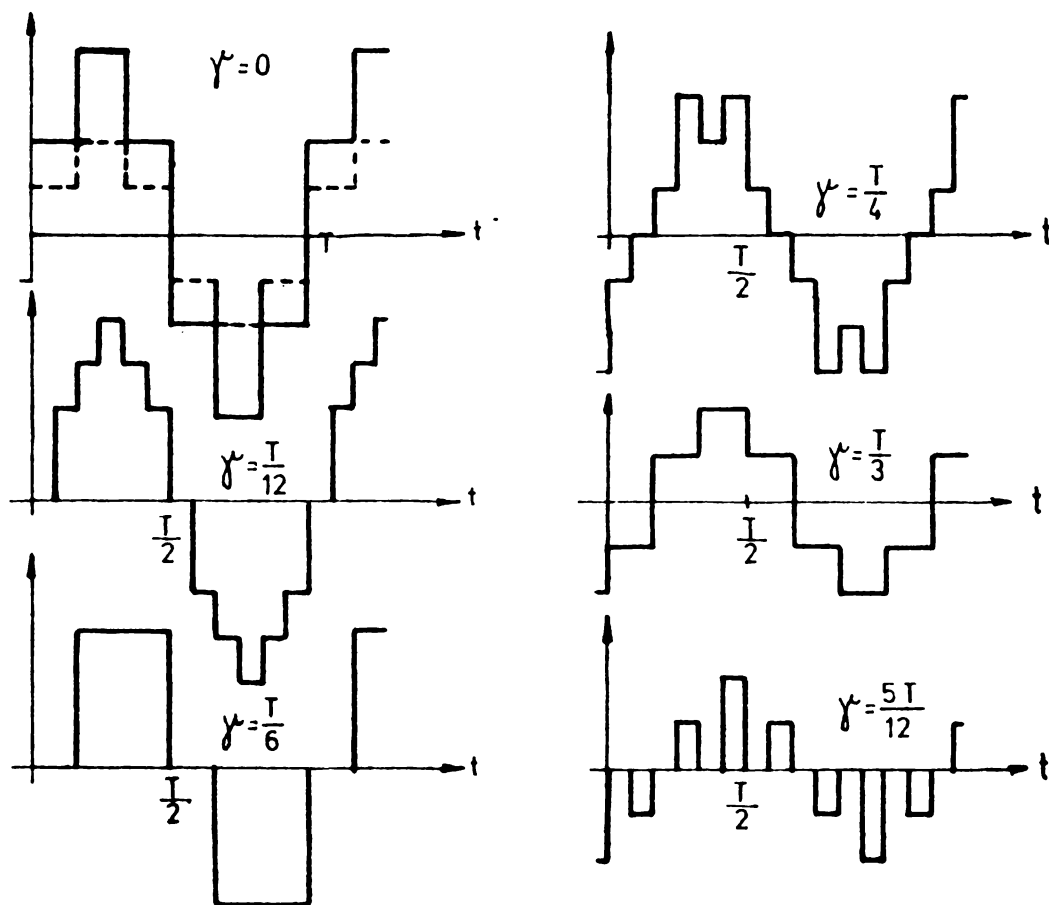 γ = 0
t
T
γ = T/12
T/2
t
γ = T/6
T/2
t
γ = T/4
T/2
t
γ = T/3
T/2
t
γ = 5T/12
T/2
t